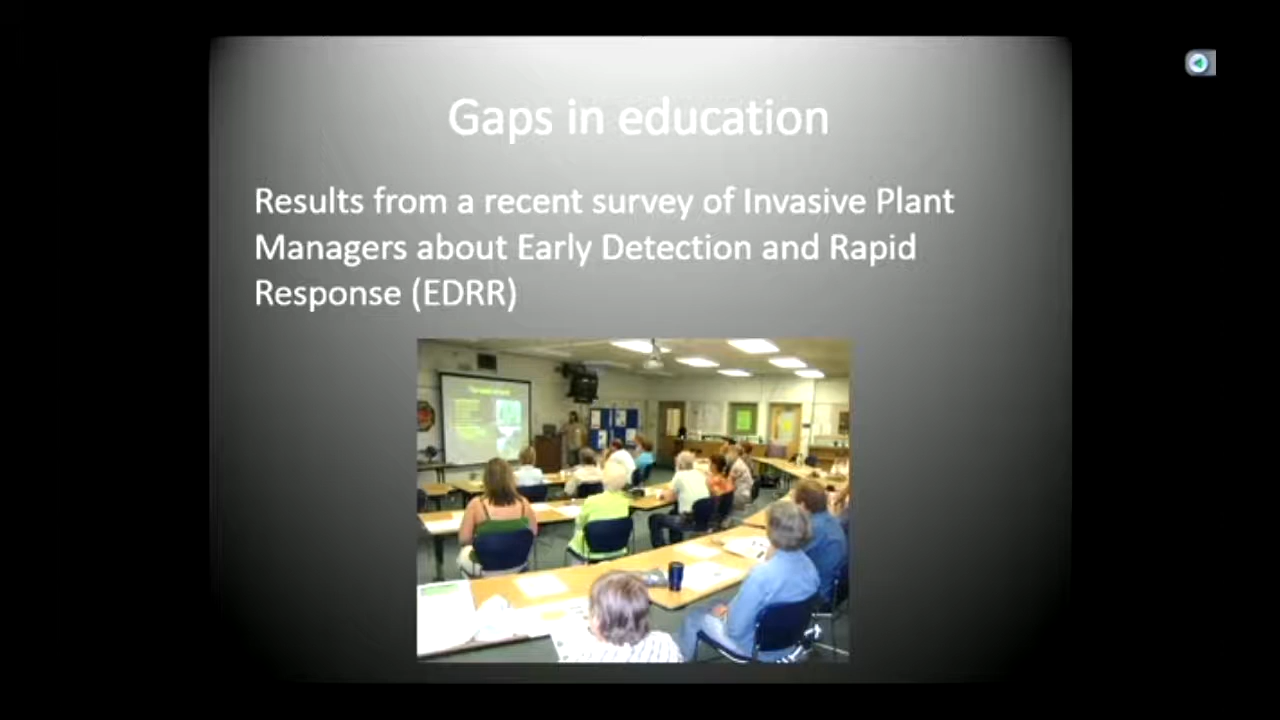 Gaps in education
Results from a recent survey of Invasive Plant
Managers about Early Detection and Rapid
Response (EDRR)